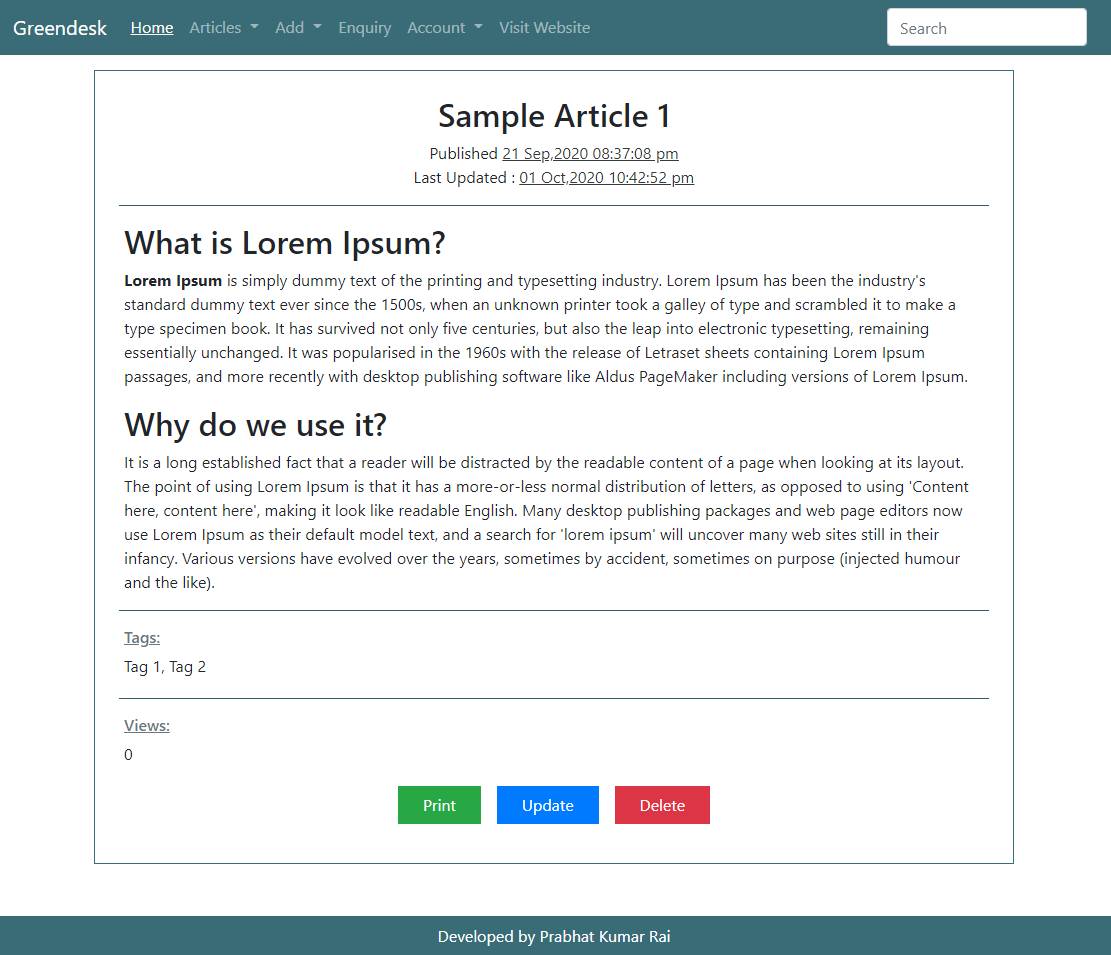 Greendesk Home Articles Add Enquiry Account Visit Website Search
Sample Article 1
Published 21 Sep,2020 08:37:08 pm
Last Updated : 01 Oct,2020 10:42:52 pm
What is Lorem Ipsum?
Lorem Ipsum is simply dummy text of the printing and typesetting industry. Lorem Ipsum has been the industry's
standard dummy text ever since the 1500s, when an unknown printer took a galley of type and scrambled it to make a
type specimen book. It has survived not only five centuries, but also the leap into electronic typesetting, remaining
essentially unchanged. It was popularised in the 1960s with the release of Letraset sheets containing Lorem Ipsum
passages, and more recently with desktop publishing software like Aldus PageMaker including versions of Lorem Ipsum.
Why do we use it?
It is a long established fact that a reader will be distracted by the readable content of a page when looking at its layout.
The point of using Lorem Ipsum is that it has a more-or-less normal distribution of letters, as opposed to using 'Content
here, content here', making it look like readable English. Many desktop publishing packages and web page editors now
use Lorem Ipsum as their default model text, and a search for 'lorem ipsum' will uncover many web sites still in their
infancy. Various versions have evolved over the years, sometimes by accident, sometimes on purpose (injected humour
and the like).
Tags:
Tag 1, Tag 2
Views:
0
Print Update Delete
Developed by Prabhat Kumar Rai